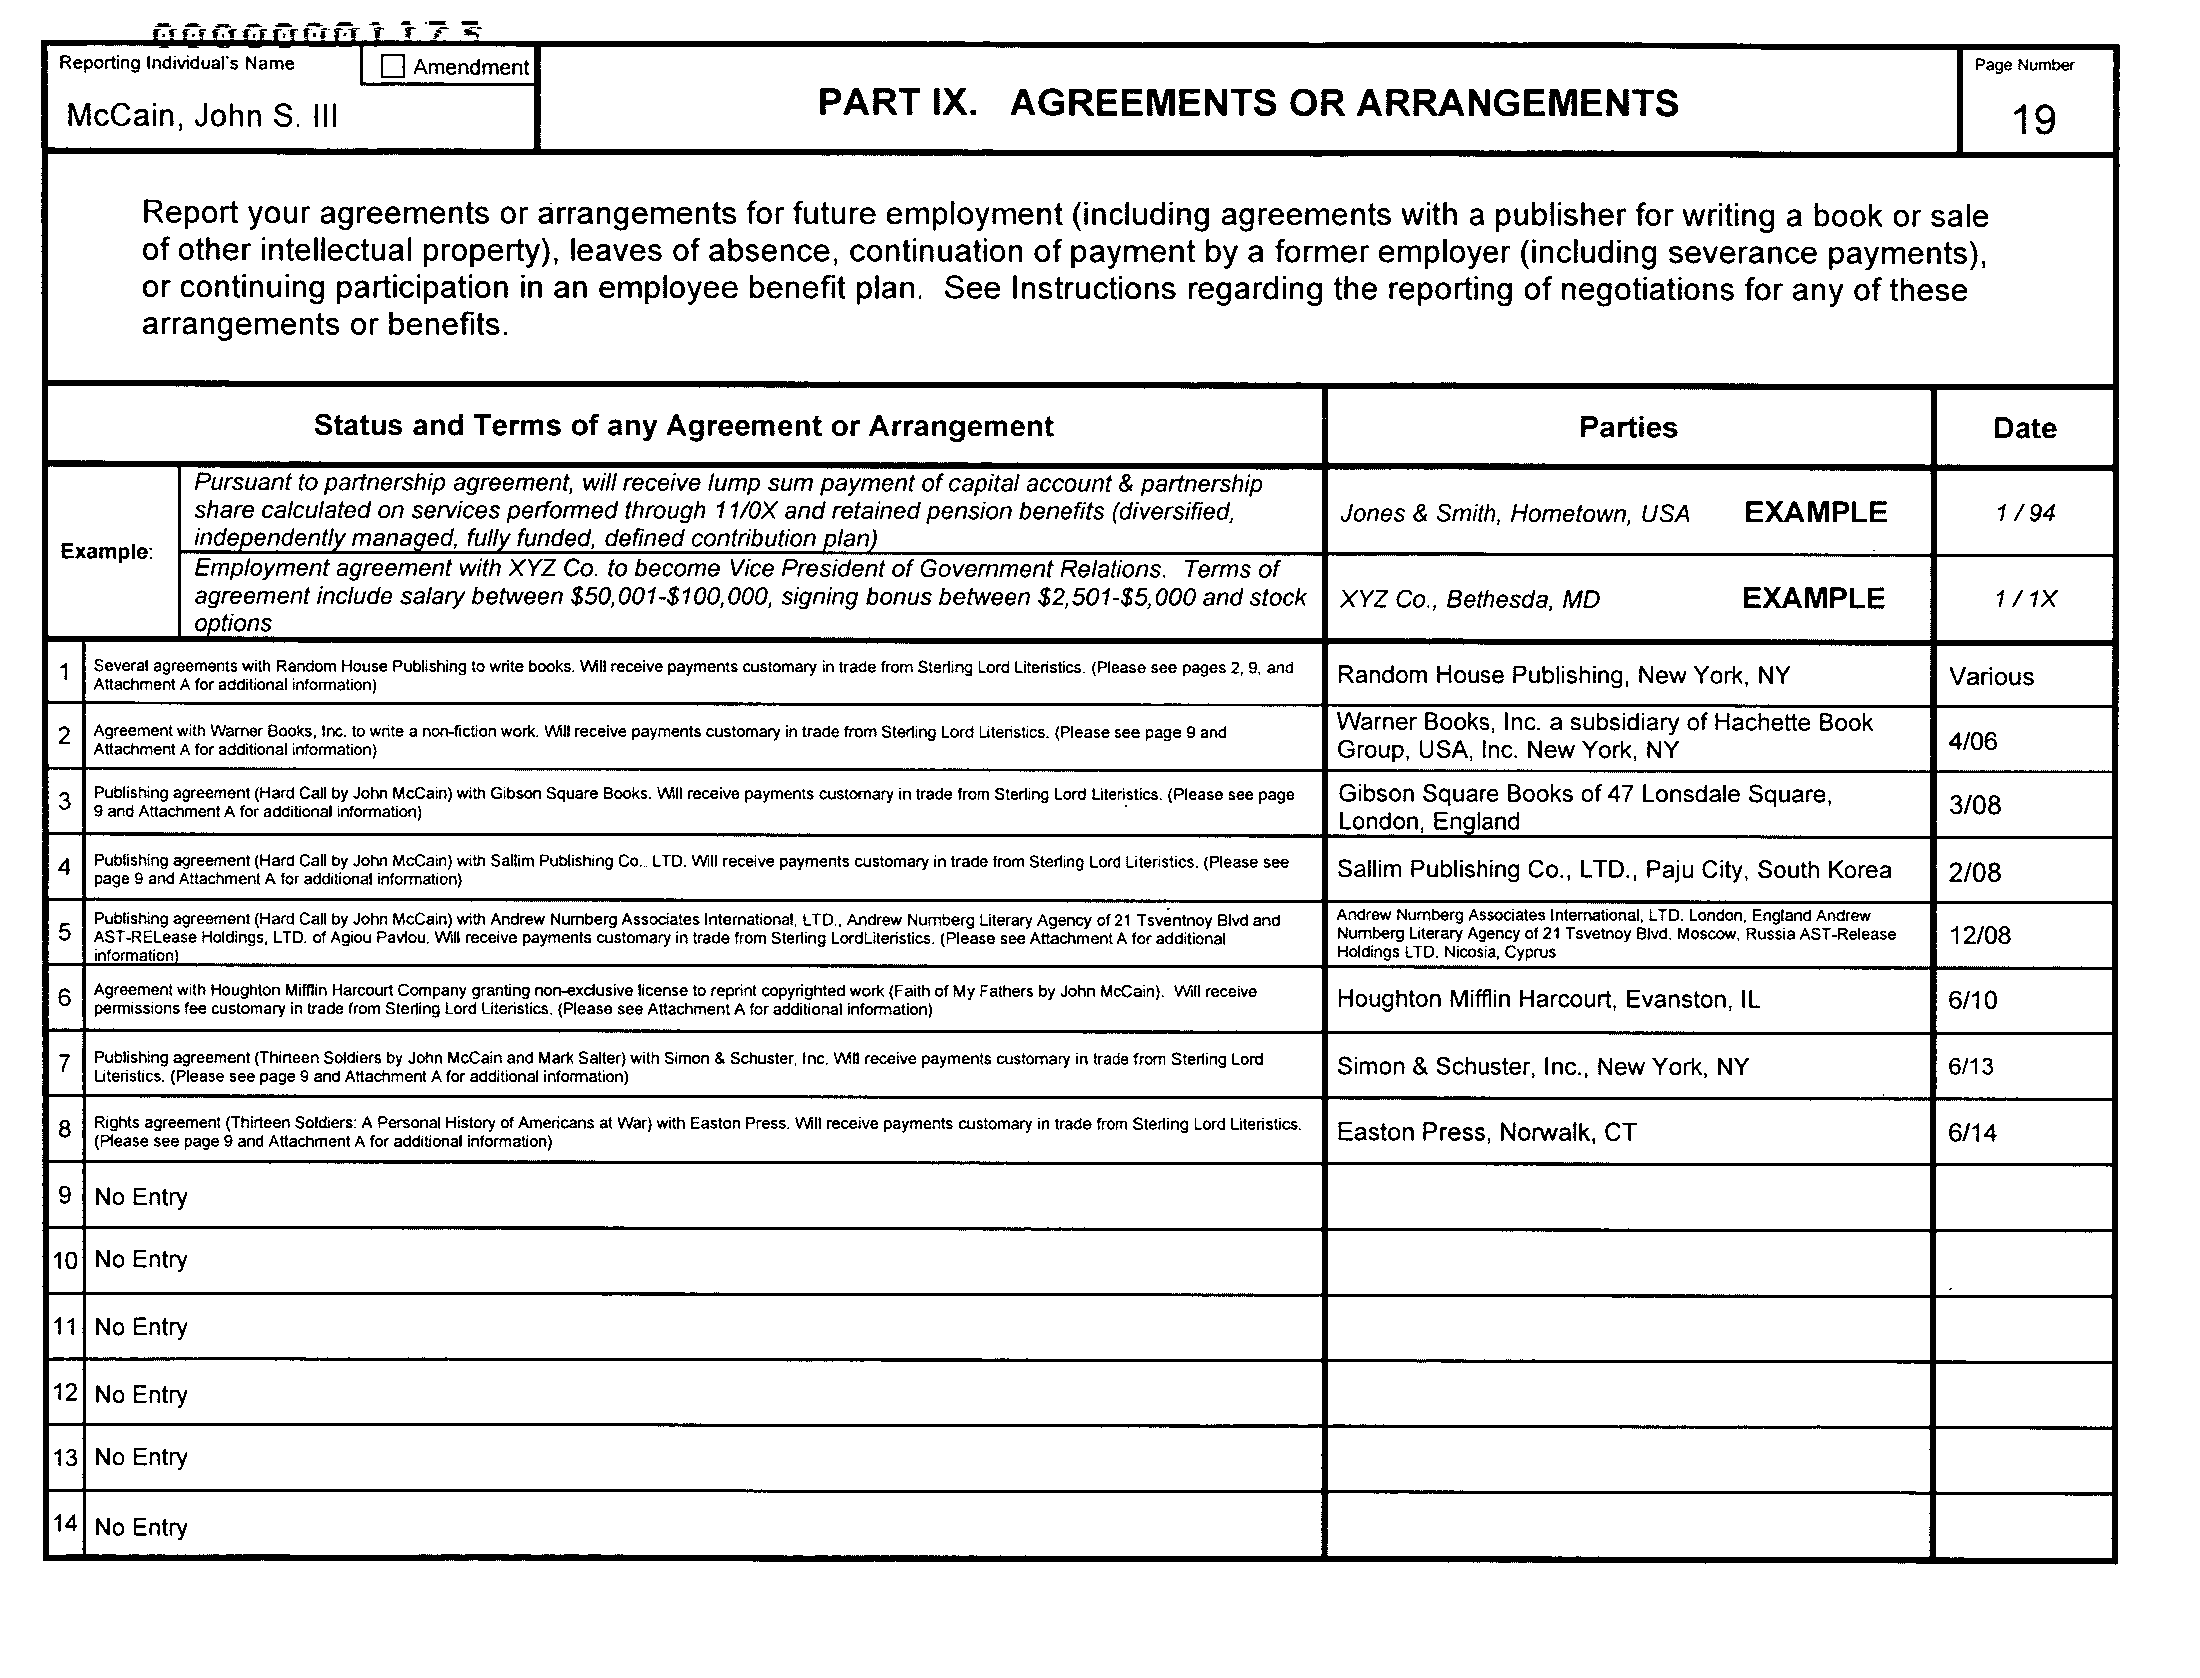 000000001175
Reporting Individual's Name
Amendment
McCain, John S. III
PART IX. AGREEMENTS OR ARRANGEMENTS
Page Number
19
Report your agreements or arrangements for future employment (including agreements with a publisher for writing a book or sale
of other intellectual property), leaves of absence, continuation of payment by a former employer (including severance payments),
or continuing participation in an employee benefit plan. See Instructions regarding the reporting of negotiations for any of these
arrangements or benefits.
Status and Terms of any Agreement or Arrangement
Parties
Date
Example:
Pursuant to partnership agreement, will receive lump sum payment of capital account & partnership
share calculated on services performed through 11/0X and retained pension benefits (diversified,
independently managed, fully funded, defined contribution plan)
Jones & Smith, Hometown, USA EXAMPLE
1 / 94
Employment agreement with XYZ Co. to become Vice President of Government Relations. Terms of
agreement include salary between $50,001-$100,000, signing bonus between $2,501-$5,000 and stock
options
XYZ Co., Bethesda, MD EXAMPLE
1 / 1X
1
Several agreements with Random House Publishing to write books. Will receive payments customary in trade from Sterling Lord Literistics. (Please see pages 2, 9, and
Attachment A for additional information)
Random House Publishing, New York, NY
Various
2
Agreement with Warner Books, Inc. to write a non-fiction work. Will receive payments customary in trade from Sterling Lord Literistics. (Please see page 9 and
Attachment A for additional information)
Warner Books, Inc. a subsidiary of Hachette Book
Group, USA, Inc. New York, NY
4/06
3
Publishing agreement (Hard Call by John McCain) with Gibson Square Books. Will receive payments customary in trade from Sterling Lord Literistics. (Please see page
9 and Attachment A for additional information)
Gibson Square Books of 47 Lonsdale Square,
London, England
3/08
4
Publishing agreement (Hard Call by John McCain) with Sallim Publishing Co.. LTD. Will receive payments customary in trade from Sterling Lord Literistics. (Please see
page 9 and Attachment A for additional information)
Sallim Publishing Co., LTD., Paju City, South Korea
2/08
5
Publishing agreement (Hard Call by John McCain) with Andrew Nurnberg Associates International, LTD., Andrew Nurnberg Literary Agency of 21 Tsventnoy Blvd and
AST-RELease Holdings, LTD. of Agiou Pavlou. Will receive payments customary in trade from Sterling LordLiteristics. (Please see Attachment A for additional
information)
Andrew Nurnberg Associates International, LTD. London, England Andrew
Nurnberg Literary Agency of 21 Tsvetnoy Blvd. Moscow, Russia AST-Release
Holdings LTD. Nicosia, Cyprus
12/08
6
Agreement with Houghton Mifflin Harcourt Company granting non-exclusive license to reprint copyrighted work (Faith of My Fathers by John McCain). Will receive
permissions fee customary in trade from Sterling Lord Literistics. (Please see Attachment A for additional information)
Houghton Mifflin Harcourt, Evanston, IL
6/10
7
Publishing agreement (Thirteen Soldiers by John McCain and Mark Salter) with Simon & Schuster, Inc. Will receive payments customary in trade from Sterling Lord
Literistics. (Please see page 9 and Attachment A for additional information)
Simon & Schuster, Inc., New York, NY
6/13
8
Rights agreement (Thirteen Soldiers: A Personal History of Americans at War) with Easton Press. Will receive payments customary in trade from Sterling Lord Literistics.
(Please see page 9 and Attachment A for additional information)
Easton Press, Norwalk, CT
6/14
9 No Entry
10 No Entry
11 No Entry
12 No Entry
13 No Entry
14 No Entry